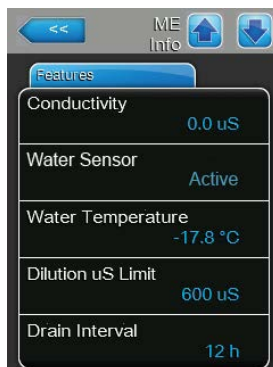 <<
ME
Info
Features
Conductivity
0.0 uS
Water Sensor
Active
Water Temperature
-17.8 °C
Dilution uS Limit
600 uS
Drain Interval
12 h